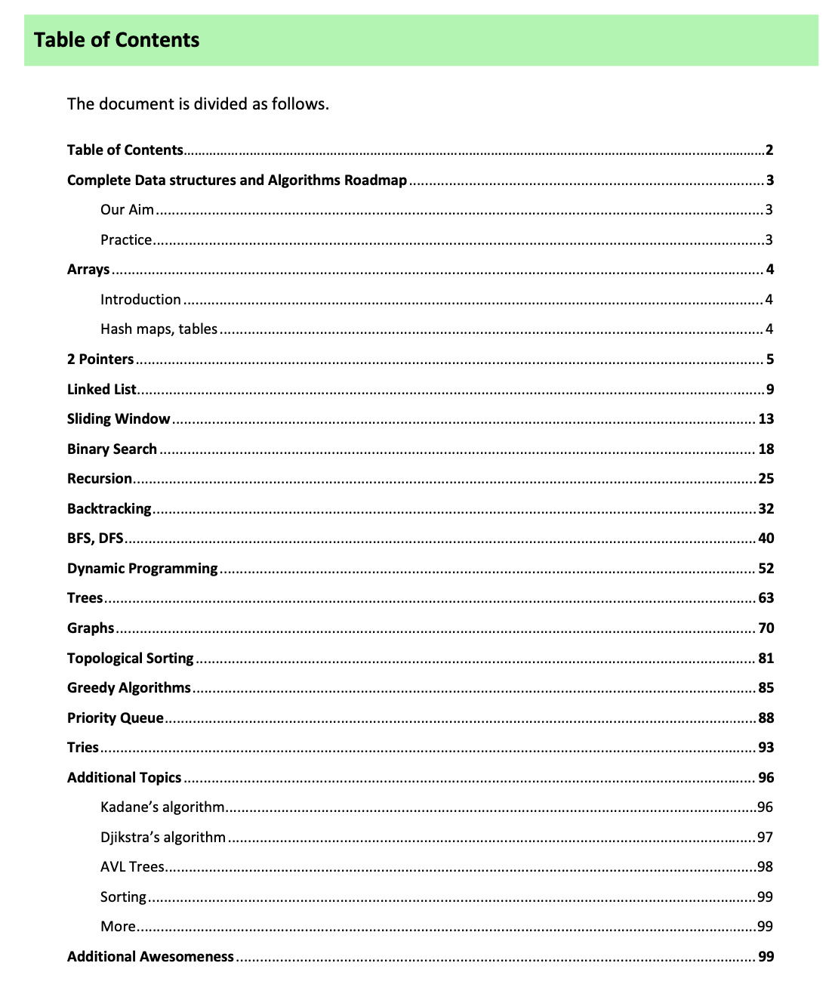 Table of Contents
The document is divided as follows.
Table of Contents 2
Complete Data structures and Algorithms Roadmap 3
Our Aim 3
Practice 3
Arrays 4
Introduction 4
Hash maps, tables 4
2 Pointers 5
Linked List 9
Sliding Window 13
Binary Search 18
Recursion 25
Backtracking 32
BFS, DFS 40
Dynamic Programming 52
Trees 63
Graphs 70
Topological Sorting 81
Greedy Algorithms 85
Priority Queue 88
Tries 93
Additional Topics 96
Kadane’s algorithm 96
Djikstra’s algorithm 97
AVL Trees 98
Sorting 99
More 99
Additional Awesomeness 99